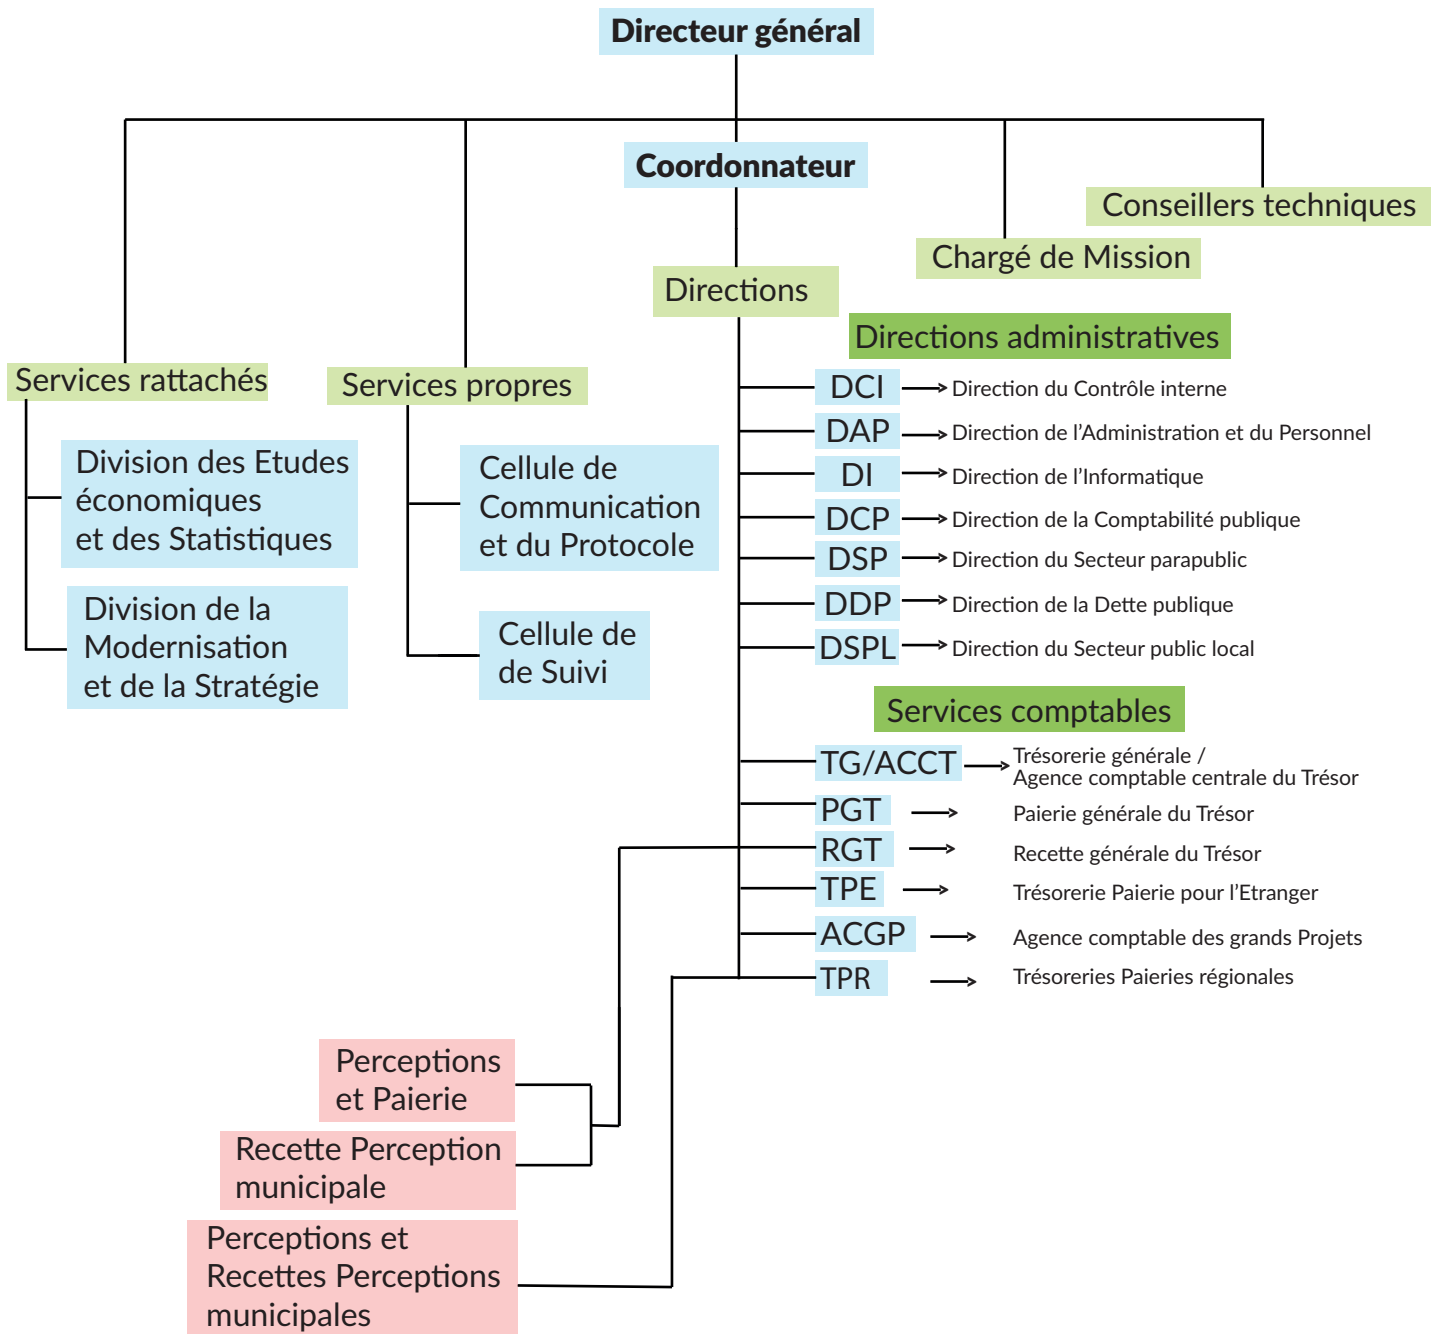 Directeur général
Coordonnateur
Conseillers techniques
Chargé de Mission
Directions
Services rattachés
Division des Etudes
économiques
et des Statistiques
Division de la
Modernisation
et de la Stratégie
Services propres
Cellule de
Communication
et du Protocole
Cellule de
de Suivi
Directions administratives
DCI Direction du Contrôle interne
DAP Direction de l’Administration et du Personnel
DI Direction de l’Informatique
DCP Direction de la Comptabilité publique
DSP Direction du Secteur parapublic
DDP Direction de la Dette publique
DSPL Direction du Secteur public local
Services comptables
TG/ACCT Trésorerie générale /
Agence comptable centrale du Trésor
PGT Paierie générale du Trésor
RGT Recette générale du Trésor
TPE Trésorerie Paierie pour l’Etranger
ACGP Agence comptable des grands Projets
TPR Trésoreries Paieries régionales
Perceptions
et Paierie
Recette Perception
municipale
Perceptions et
Recettes Perceptions
municipales